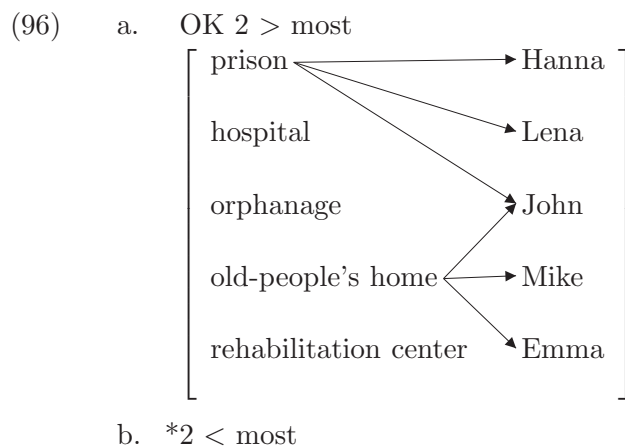 (96) a. OK 2 > most
prison Hanna
hospital Lena
orphanage John
old-people's home Mike
rehabilitation center Emma
b. *2 < most